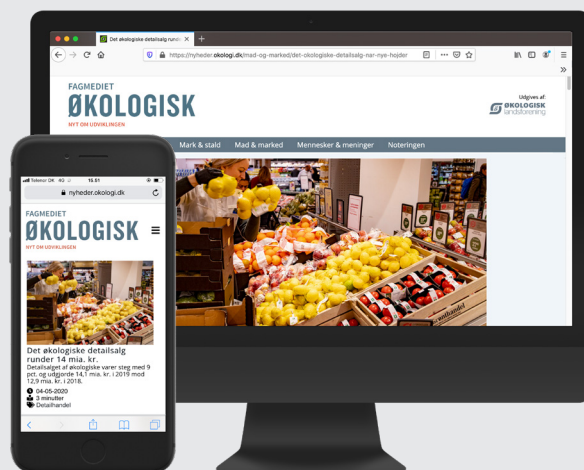 Det økologiske detailsalg runder
https://nyheder.okologi.dk/mad-og-marked/det-okologiske-detailsalg-nar-nye-hojder
FAGMEDIET
ØKOLOGISK
NYT OM UDVIKLINGEN
Udgives af:
ØKOLOGISK
landsforening
Mark & stald Mad & marked Mennesker & meninger Noteringen
Telenor DK 4G 15.51
nyheder.okologi.dk
FAGMEDIET
ØKOLOGISK
NYT OM UDVIKLINGEN
Det økologiske detailsalg
runder 14 mia. kr.
Detailsalget af økologiske varer steg med 9
pct. og udgjorde 14,1 mia. kr. i 2019 mod
12,9 mia. kr. i 2018.
04-05-2020
3 minutter
Detailhandel